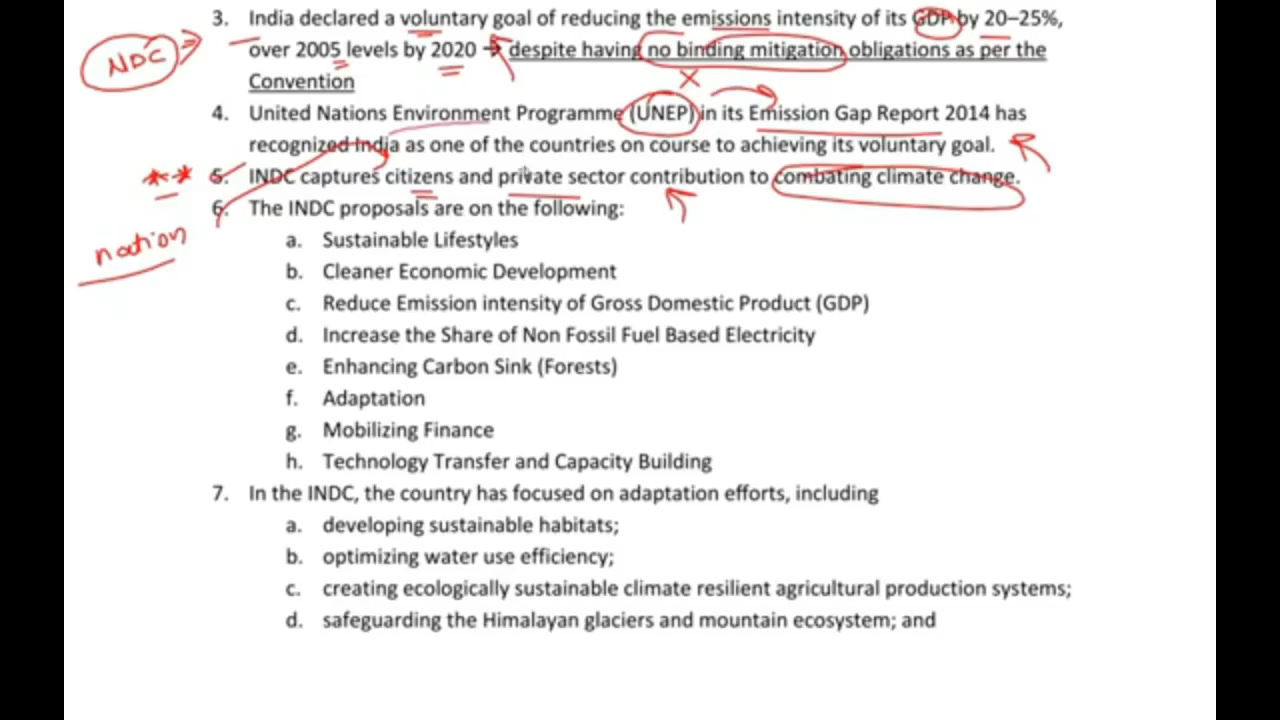 3. India declared a voluntary goal of reducing the emissions intensity of its GDP by 20–25%,
over 2005 levels by 2020 → despite having no binding mitigation obligations as per the
Convention
NDC
4. United Nations Environment Programme (UNEP) in its Emission Gap Report 2014 has
recognized India as one of the countries on course to achieving its voluntary goal.
5. INDC captures citizens and private sector contribution to combating climate change.
6. The INDC proposals are on the following:
nation
a. Sustainable Lifestyles
b. Cleaner Economic Development
c. Reduce Emission intensity of Gross Domestic Product (GDP)
d. Increase the Share of Non Fossil Fuel Based Electricity
e. Enhancing Carbon Sink (Forests)
f. Adaptation
g. Mobilizing Finance
h. Technology Transfer and Capacity Building
7. In the INDC, the country has focused on adaptation efforts, including
a. developing sustainable habitats;
b. optimizing water use efficiency;
c. creating ecologically sustainable climate resilient agricultural production systems;
d. safeguarding the Himalayan glaciers and mountain ecosystem; and